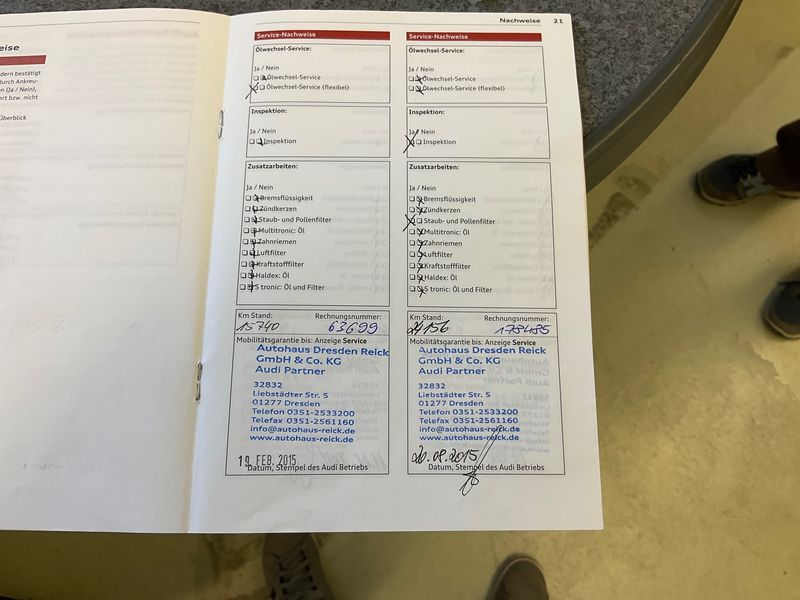 Nachweise 21
eise
dern bestätigt
durch Ankreu-
n (Ja / Nein),
hrt bzw. nicht
Überblick
Service-Nachweise
Ölwechsel-Service:
Ja / Nein
Ölwechsel-Service
Ölwechsel-Service (flexibel)
Inspektion:
Ja / Nein
Inspektion
Zusatzarbeiten:
Ja / Nein
Bremsflüssigkeit
Zündkerzen
Staub- und Pollenfilter
Multitronic: Öl
Zahnriemen
Luftfilter
Kraftstofffilter
Haldex: Öl
S tronic: Öl und Filter
Km Stand: Rechnungsnummer:
15740 63699
Mobilitätsgarantie bis: Anzeige Service
Autohaus Dresden Reick
GmbH & Co. KG
Audi Partner
32832
Liebstädter Str. 5
01277 Dresden
Telefon 0351-2533200
Telefax 0351-2561160
info@autohaus-reick.de
www.autohaus-reick.de
19. FEB. 2015
Datum, Stempel des Audi Betriebs
Service-Nachweise
Ölwechsel-Service:
Ja / Nein
Ölwechsel-Service
Ölwechsel-Service (flexibel)
Inspektion:
Ja / Nein
Inspektion
Zusatzarbeiten:
Ja / Nein
Bremsflüssigkeit
Zündkerzen
Staub- und Pollenfilter
Multitronic: Öl
Zahnriemen
Luftfilter
Kraftstofffilter
Haldex: Öl
S tronic: Öl und Filter
Km Stand: Rechnungsnummer:
178485
Mobilitätsgarantie bis: Anzeige Service
Autohaus Dresden Reick
GmbH & Co. KG
Audi Partner
32832
Liebstädter Str. 5
01277 Dresden
Telefon 0351-2533200
Telefax 0351-2561160
info@autohaus-reick.de
www.autohaus-reick.de
20.08.2015
Datum, Stempel des Audi Betriebs